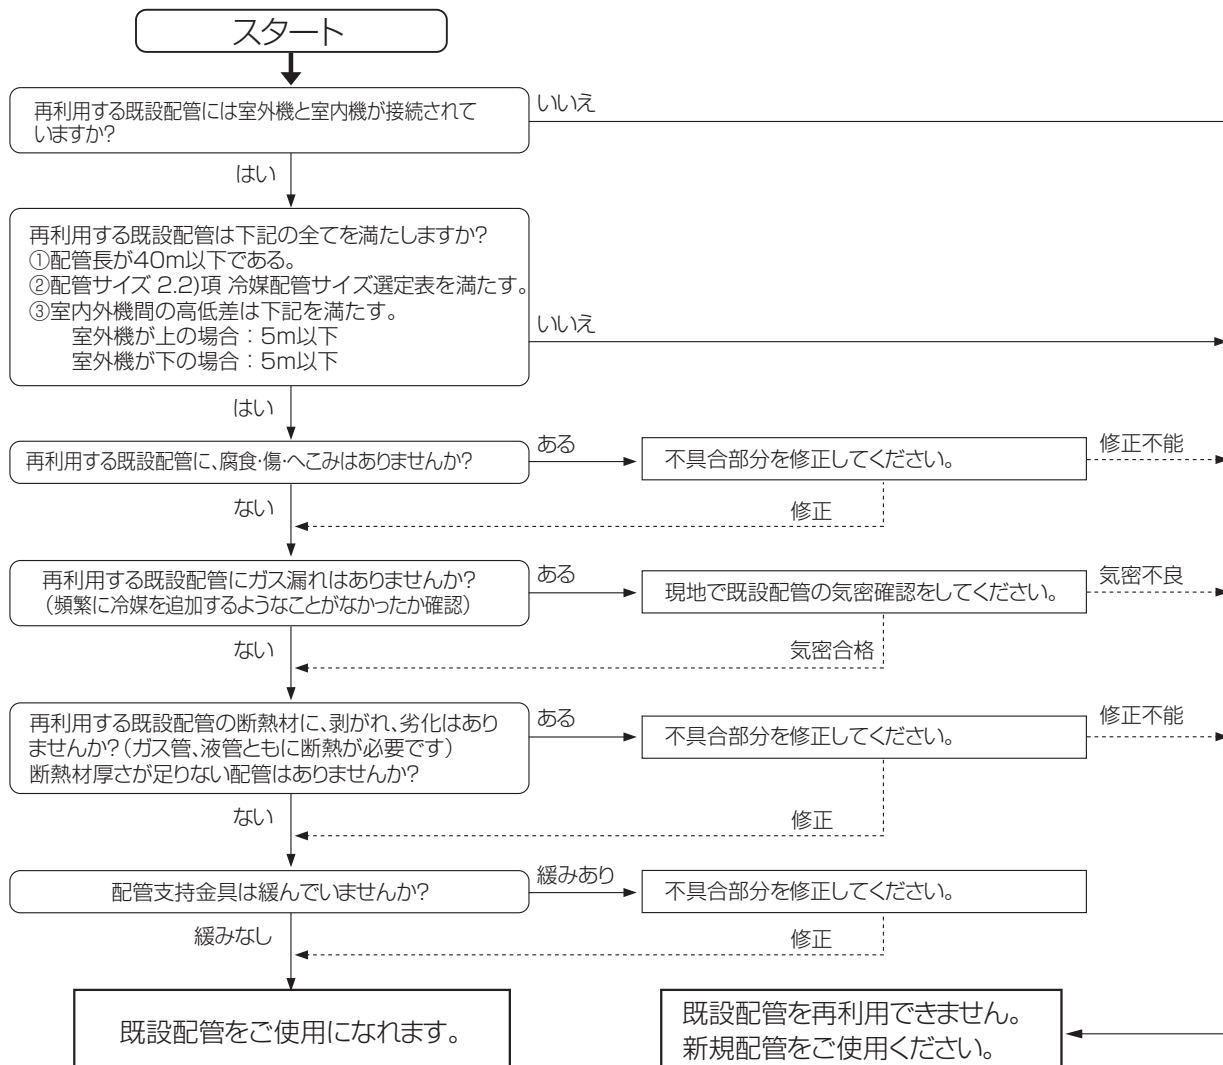 スタート
再利用する既設配管には室外機と室内機が接続されて
いますか?
いいえ
はい
再利用する既設配管は下記の全てを満たしますか?
①配管長が40m以下である。
②配管サイズ 2.2)項 冷媒配管サイズ選定表を満たす。
③室内外機間の高低差は下記を満たす。
室外機が上の場合：5m以下
室外機が下の場合：5m以下
いいえ
はい
再利用する既設配管に、腐食・傷・へこみはありませんか?
ある
不具合部分を修正してください。
修正不能
ない
修正
再利用する既設配管にガス漏れはありませんか?
（頻繁に冷媒を追加するようなことがなかったか確認）
ある
現地で既設配管の気密確認をしてください。
気密不良
ない
気密合格
再利用する既設配管の断熱材に、剥がれ、劣化はあり
ませんか?（ガス管、液管ともに断熱が必要です）
断熱材厚さが足りない配管はありませんか?
ある
不具合部分を修正してください。
修正不能
ない
修正
配管支持金具は緩んでいませんか?
緩みあり
不具合部分を修正してください。
緩みなし
修正
既設配管をご使用になれます。
既設配管を再利用できません。
新規配管をご使用ください。